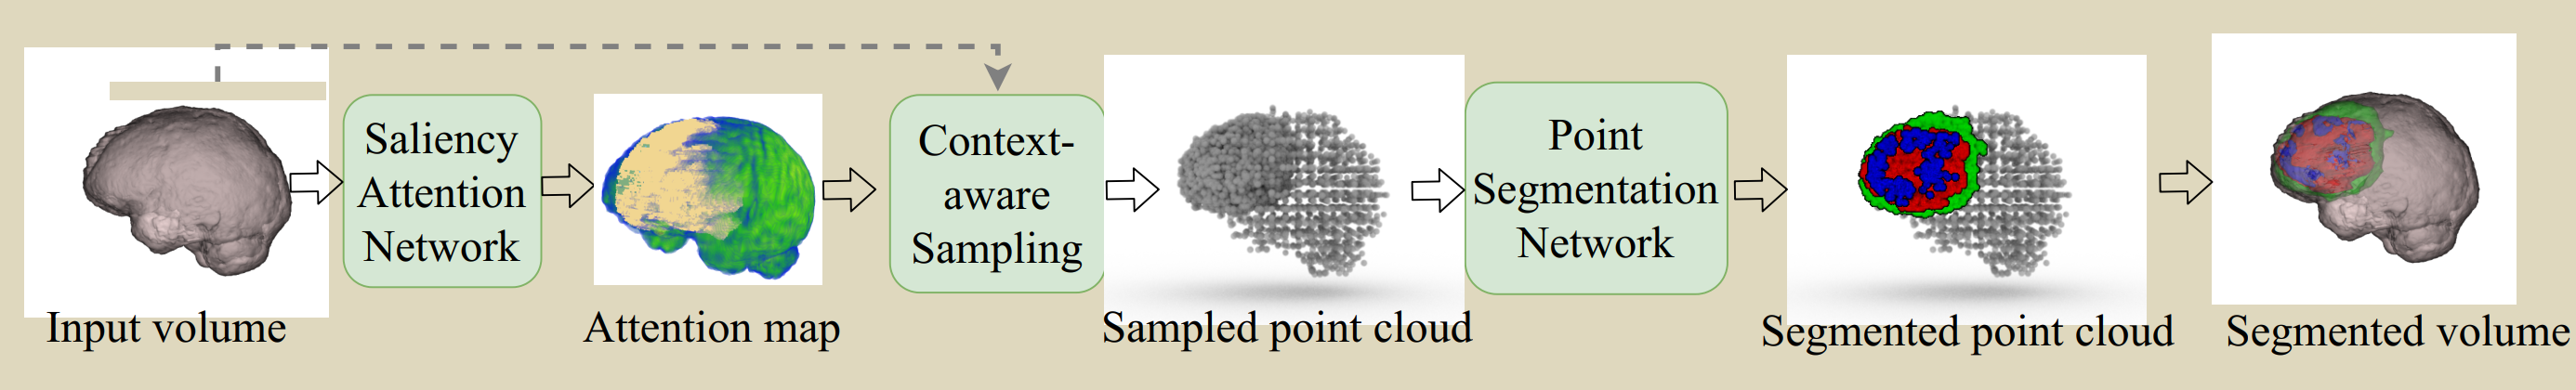 Saliency
Attention
Network
Context-
aware
Sampling
Point
Segmentation
Network
Input volume
Attention map
Sampled point cloud
Segmented point cloud
Segmented volume